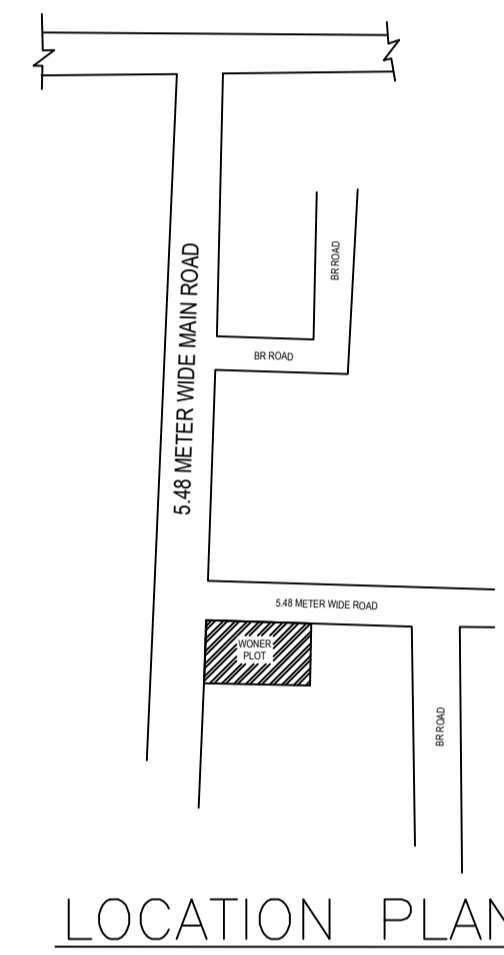 BR ROAD
BR ROAD
5.48 METER WIDE MAIN ROAD
5.48 METER WIDE ROAD
WONER
PLOT
BR ROAD
LOCATION PLAN